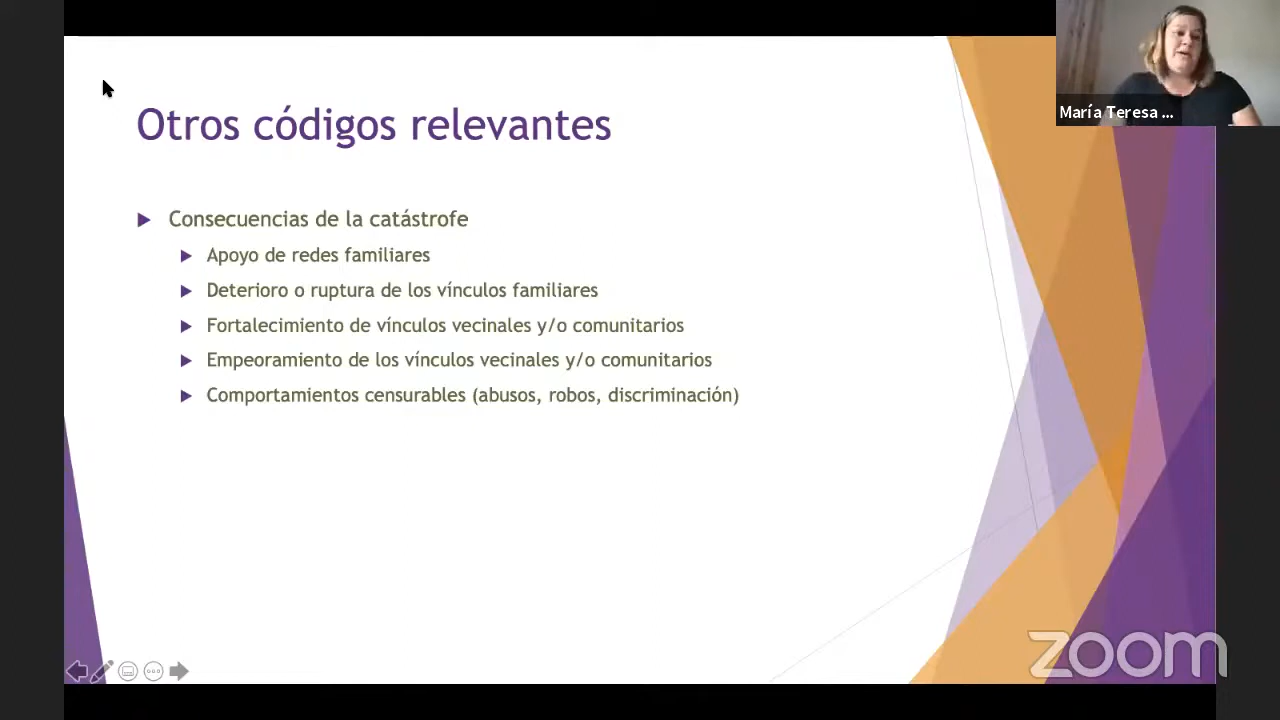 María Teresa ...
Otros códigos relevantes
Consecuencias de la catástrofe
Apoyo de redes familiares
Deterioro o ruptura de los vínculos familiares
Fortalecimiento de vínculos vecinales y/o comunitarios
Empeoramiento de los vínculos vecinales y/o comunitarios
Comportamientos censurables (abusos, robos, discriminación)
zoom